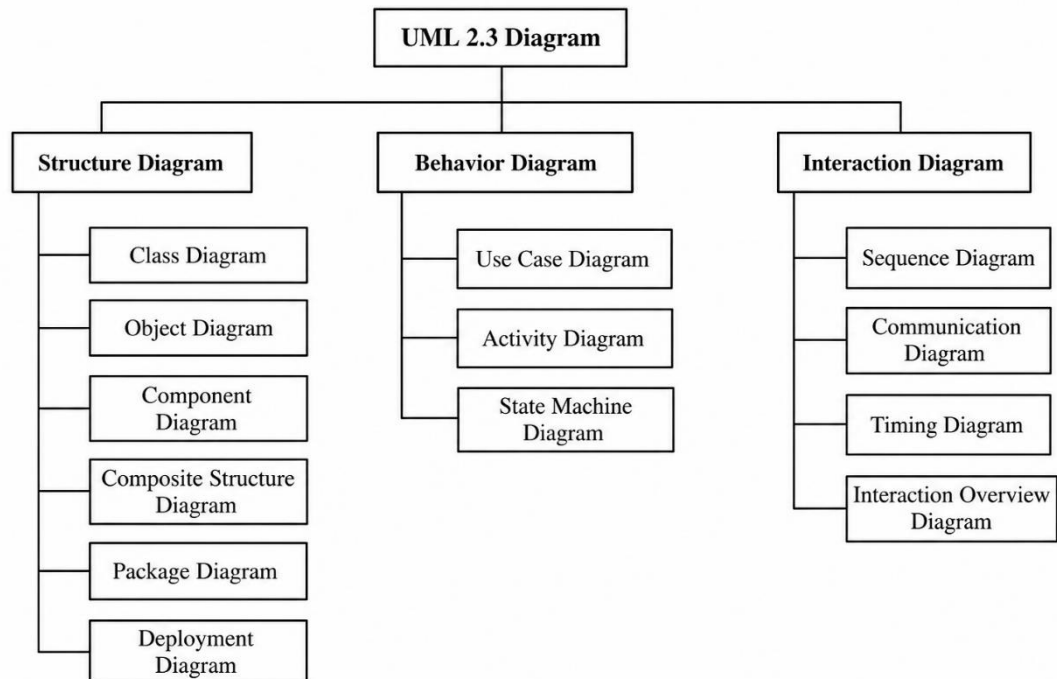 UML 2.3 Diagram
Structure Diagram
Behavior Diagram
Interaction Diagram
Class Diagram
Object Diagram
Component
Diagram
Composite Structure
Diagram
Package Diagram
Deployment
Diagram
Use Case Diagram
Activity Diagram
State Machine
Diagram
Sequence Diagram
Communication
Diagram
Timing Diagram
Interaction Overview
Diagram